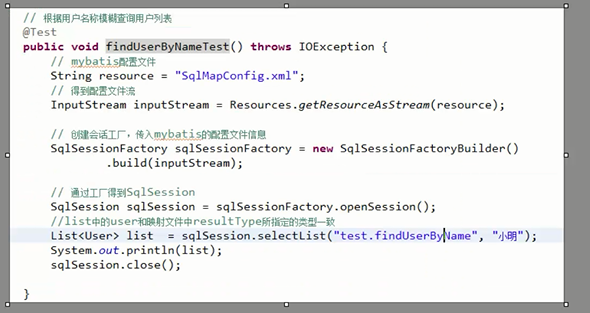 // 根据用户名称模糊查询用户列表
@Test
public void findUserByNameTest() throws IOException {
// mybatis配置文件
String resource = "SqlMapConfig.xml";
// 得到配置文件流
InputStream inputStream = Resources.getResourceAsStream(resource);
// 创建会话工厂，传入mybatis的配置文件信息
SqlSessionFactory sqlSessionFactory = new SqlSessionFactoryBuilder()
.build(inputStream);
// 通过工厂得到SqlSession
SqlSession sqlSession = sqlSessionFactory.openSession();
//list中的user和映射文件中resultType所指定的类型一致
List<User> list = sqlSession.selectList("test.findUserByName", "小明");
System.out.println(list);
sqlSession.close();
}